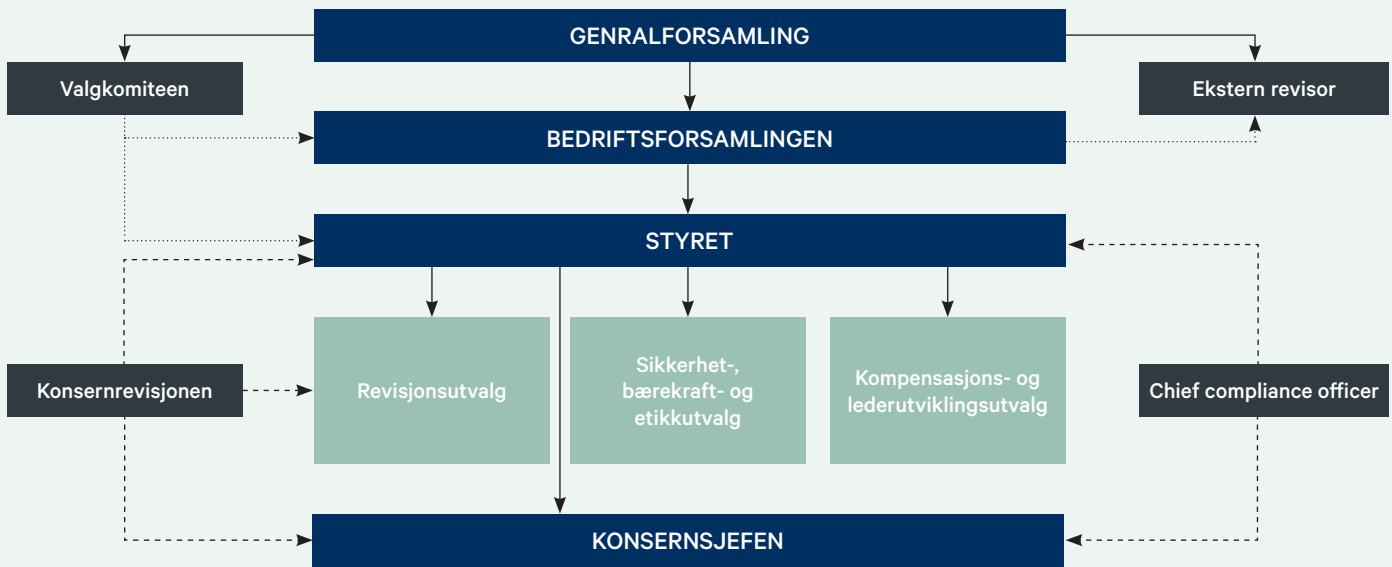 GENRALFORSAMLING
Valgkomiteen
Ekstern revisor
BEDRIFTSFORSAMLINGEN
STYRET
Konsernrevisjonen
Revisjonsutvalg
Sikkerhet-,
bærekraft- og
etikkutvalg
Kompensasjons- og
lederutviklingsutvalg
Chief compliance officer
KONSERNSJEFEN